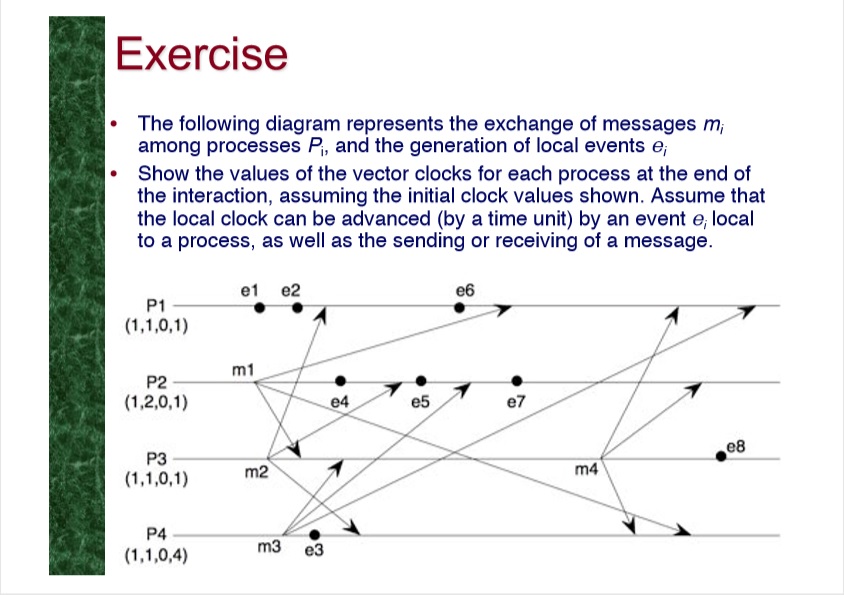 Exercise
• The following diagram represents the exchange of messages mi
among processes Pi, and the generation of local events ei
• Show the values of the vector clocks for each process at the end of
the interaction, assuming the initial clock values shown. Assume that
the local clock can be advanced (by a time unit) by an event ei local
to a process, as well as the sending or receiving of a message.
e1 e2 e6
P1
(1,1,0,1)
m1
P2
(1,2,0,1)
e4 e5 e7
P3
(1,1,0,1)
m2 m4 e8
P4
(1,1,0,4)
m3 e3